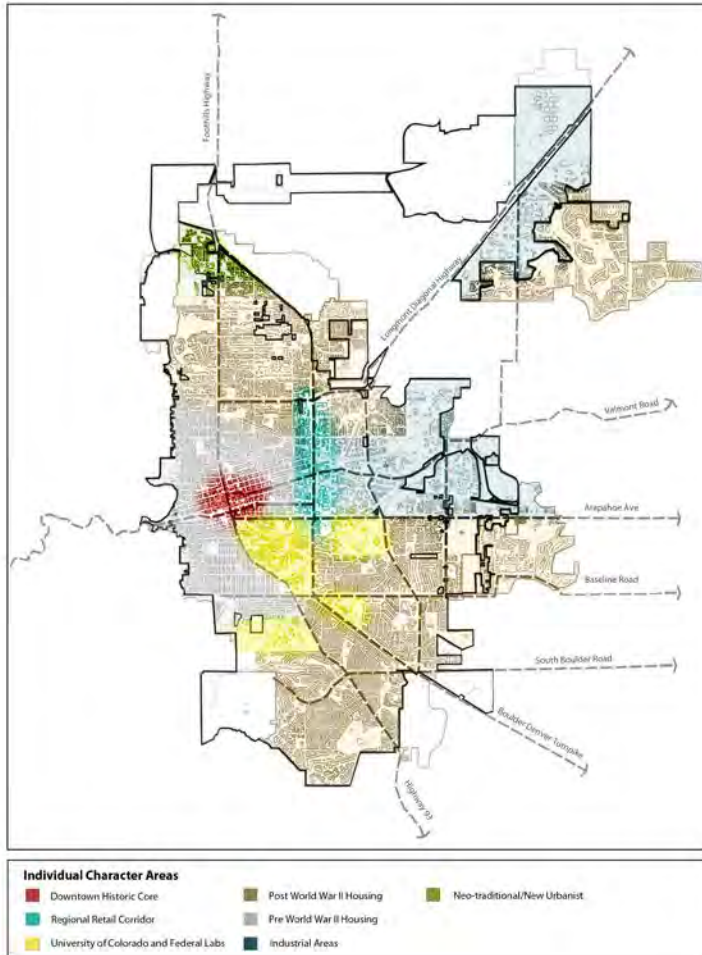 Foothills Highway
Longmont Diagonal Highway
Valmont Road
Arapahoe Ave
Baseline Road
South Boulder Road
Boulder Denver Turnpike
Highway 93
Individual Character Areas
Downtown Historic Core
Post World War II Housing
Neo-traditional/New Urbanist
Regional Retail Corridor
Pre World War II Housing
University of Colorado and Federal Labs
Industrial Areas